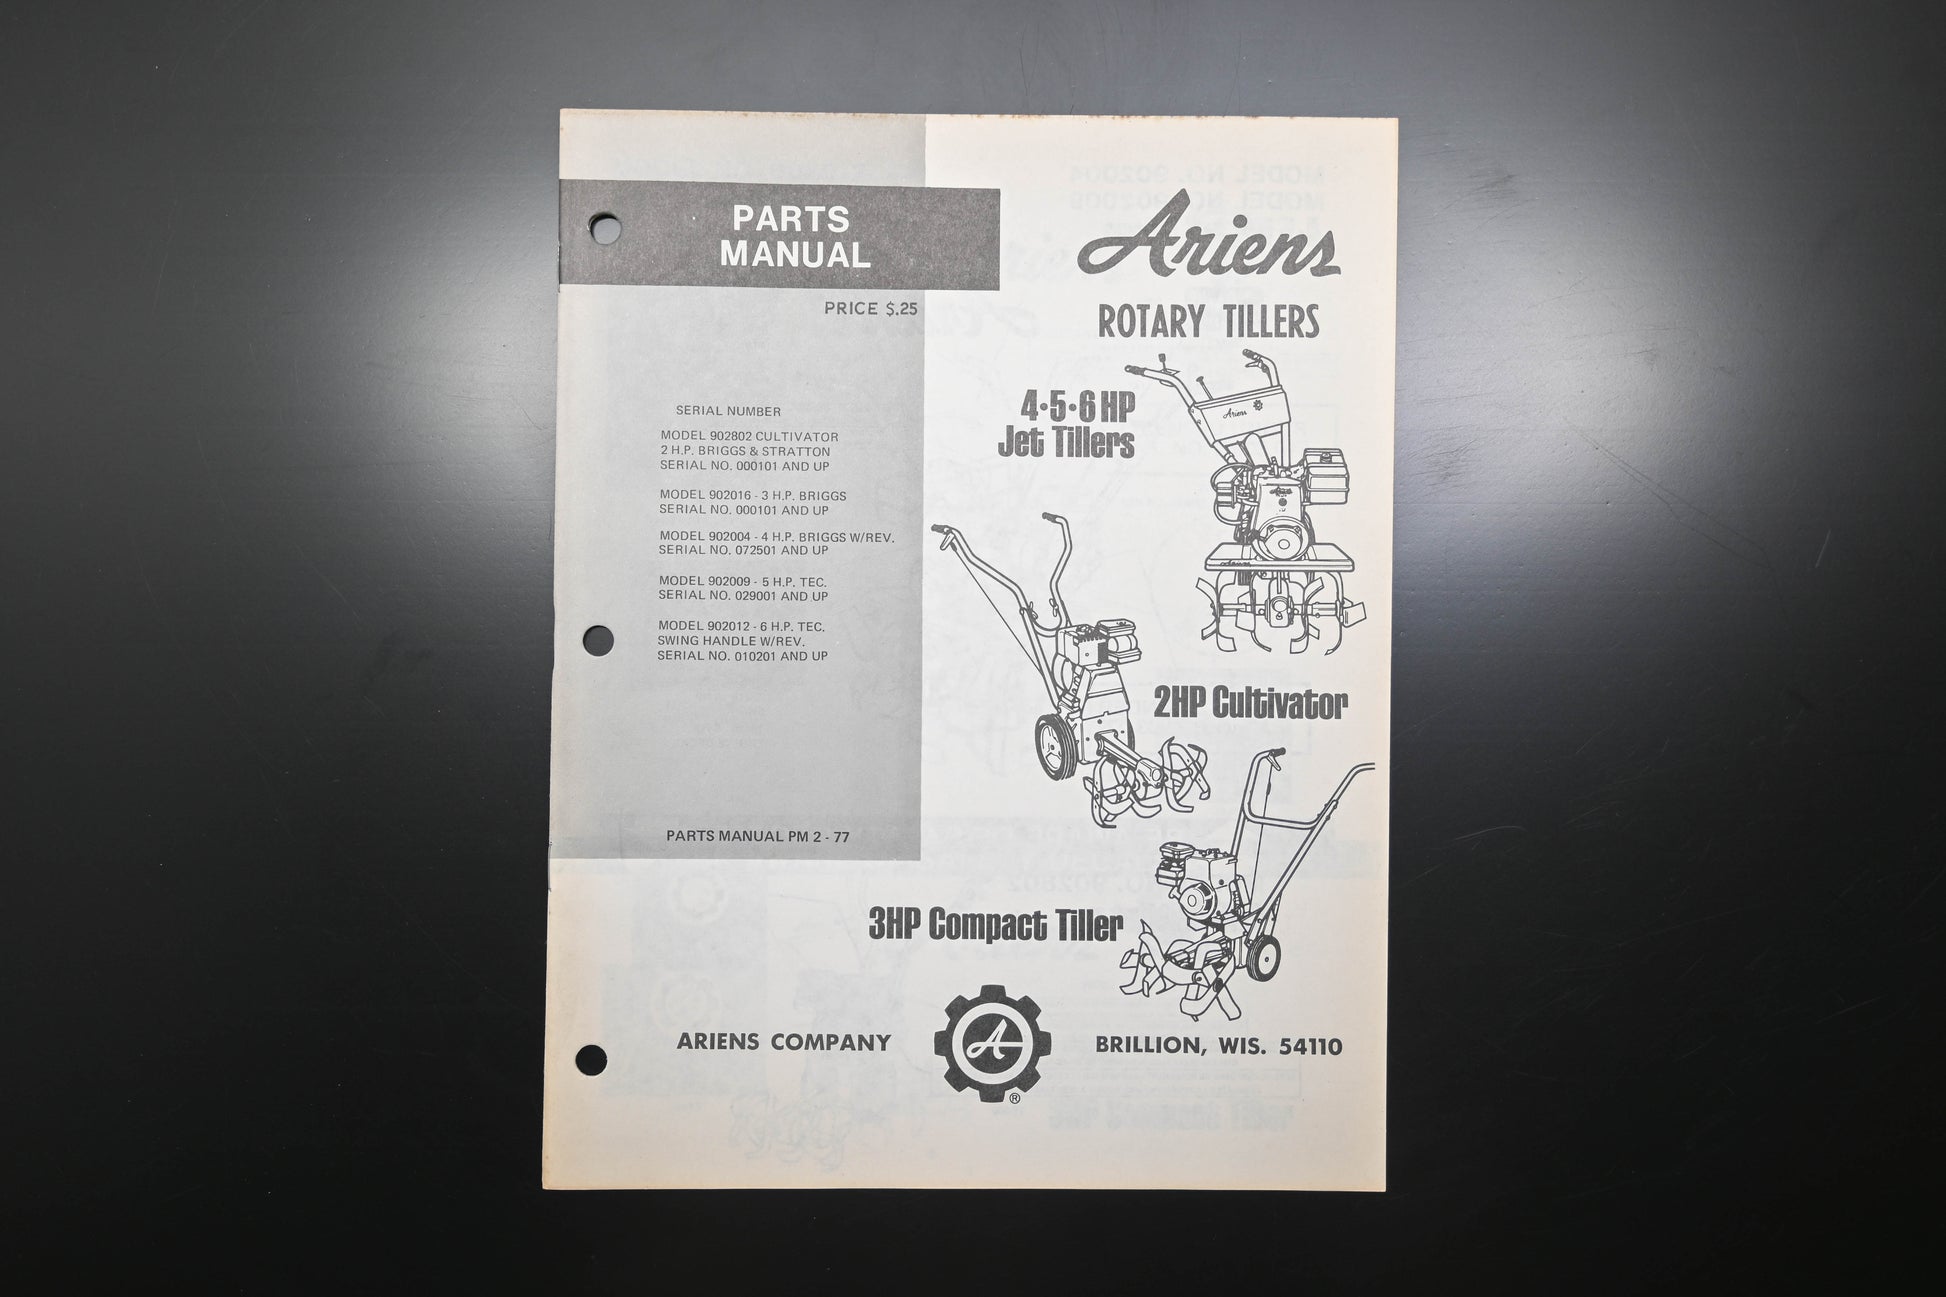 PARTS
MANUAL
PRICE $.25
SERIAL NUMBER
MODEL 902802 CULTIVATOR
2 H.P. BRIGGS & STRATTON
SERIAL NO. 000101 AND UP
MODEL 902016 - 3 H.P. BRIGGS
SERIAL NO. 000101 AND UP
MODEL 902004 - 4 H.P. BRIGGS W/REV.
SERIAL NO. 072501 AND UP
MODEL 902009 - 5 H.P. TEC.
SERIAL NO. 029001 AND UP
MODEL 902012 - 6 H.P. TEC.
SWING HANDLE W/REV.
SERIAL NO. 010201 AND UP
PARTS MANUAL PM 2 - 77
Ariens
ROTARY TILLERS
4·5·6 HP
Jet Tillers
Ariens
Ariens
2HP Cultivator
3HP Compact Tiller
ARIENS COMPANY
A
®
BRILLION, WIS. 54110